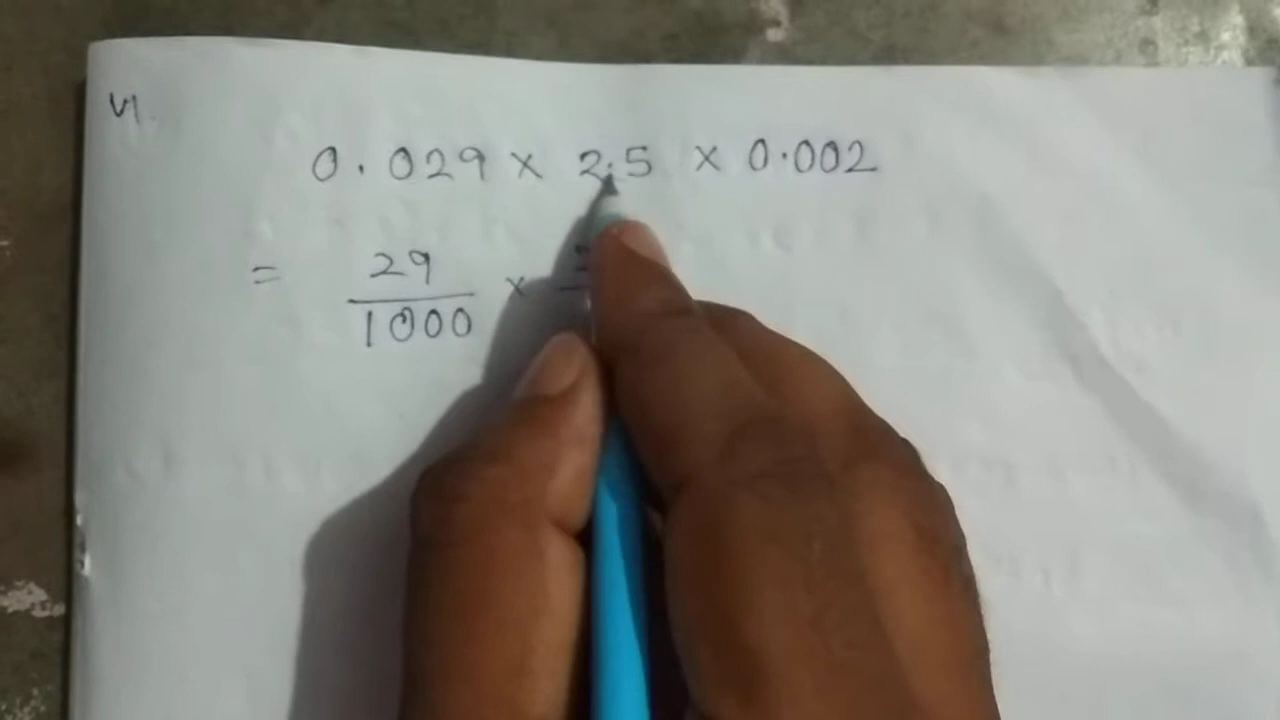 VI.
0.029 × 2.5 × 0.002
= 29/1000 ×